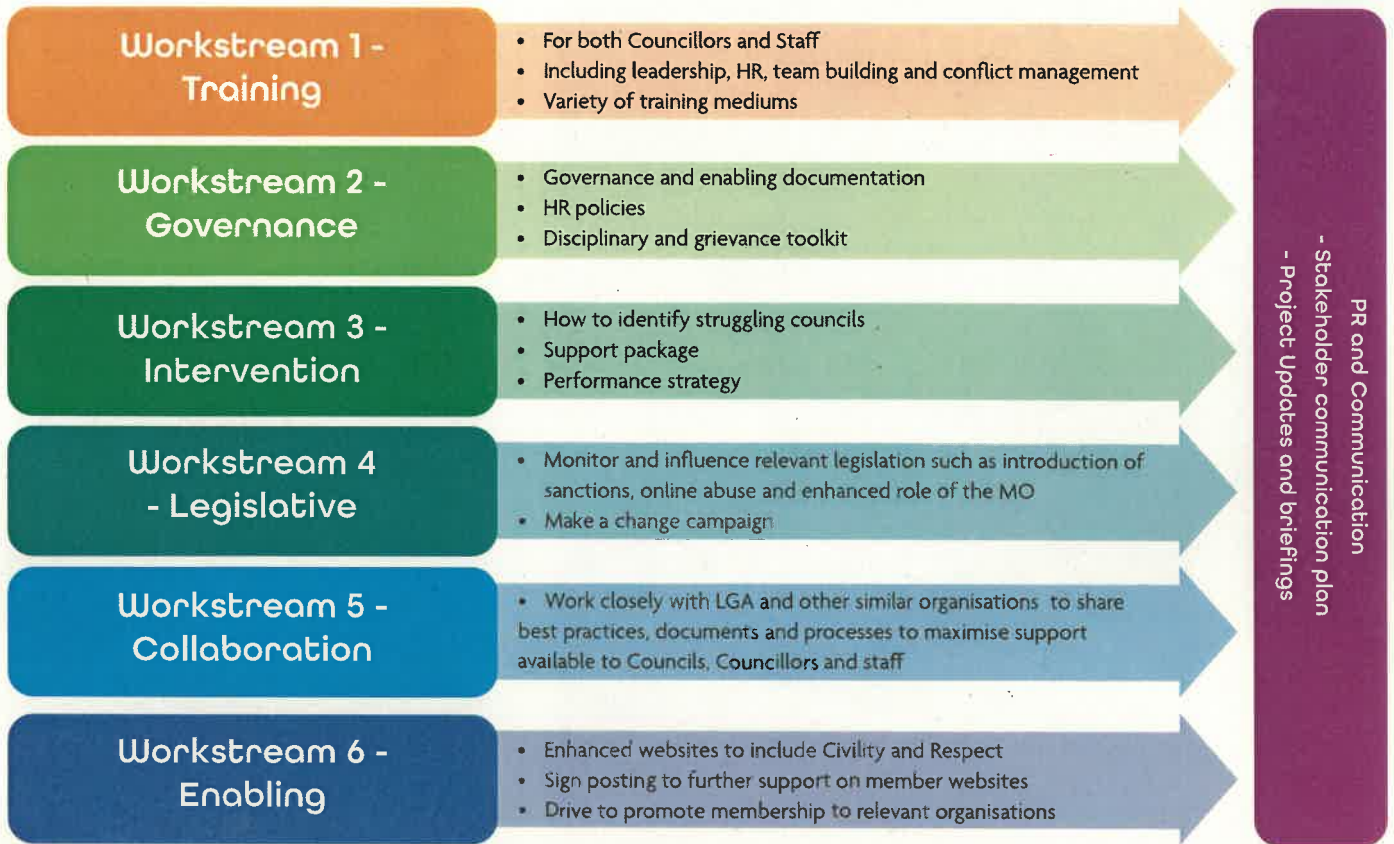 Workstream 1 -
Training
• For both Councillors and Staff
• Including leadership, HR, team building and conflict management
• Variety of training mediums
Workstream 2 -
Governance
• Governance and enabling documentation
• HR policies
• Disciplinary and grievance toolkit
Workstream 3 -
Intervention
• How to identify struggling councils
• Support package
• Performance strategy
Workstream 4
- Legislative
• Monitor and influence relevant legislation such as introduction of
sanctions, online abuse and enhanced role of the MO
• Make a change campaign
Workstream 5 -
Collaboration
• Work closely with LGA and other similar organisations to share
best practices, documents and processes to maximise support
available to Councils, Councillors and staff
Workstream 6 -
Enabling
• Enhanced websites to include Civility and Respect
• Sign posting to further support on member websites
• Drive to promote membership to relevant organisations
PR and Communication
- Stakeholder communication plan
- Project Updates and briefings